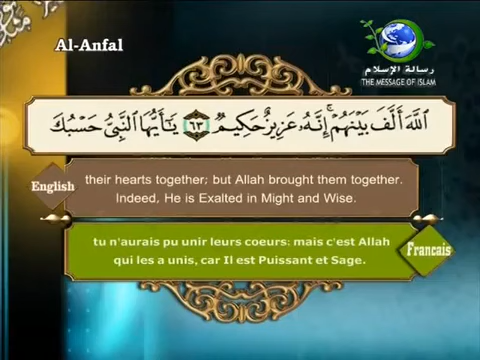 Al-Anfal
رسالة الإسلام
THE MESSAGE OF ISLAM
ٱللَّهَ أَلَّفَ بَيْنَهُمْ ۚ إِنَّهُۥ عَزِيزٌ حَكِيمٌ ٦٣ يَـٰٓأَيُّهَا ٱلنَّبِىُّ حَسْبُكَ
English
their hearts together; but Allah brought them together.
Indeed, He is Exalted in Might and Wise.
Francais
tu n'aurais pu unir leurs coeurs; mais c'est Allah
qui les a unis, car Il est Puissant et Sage.